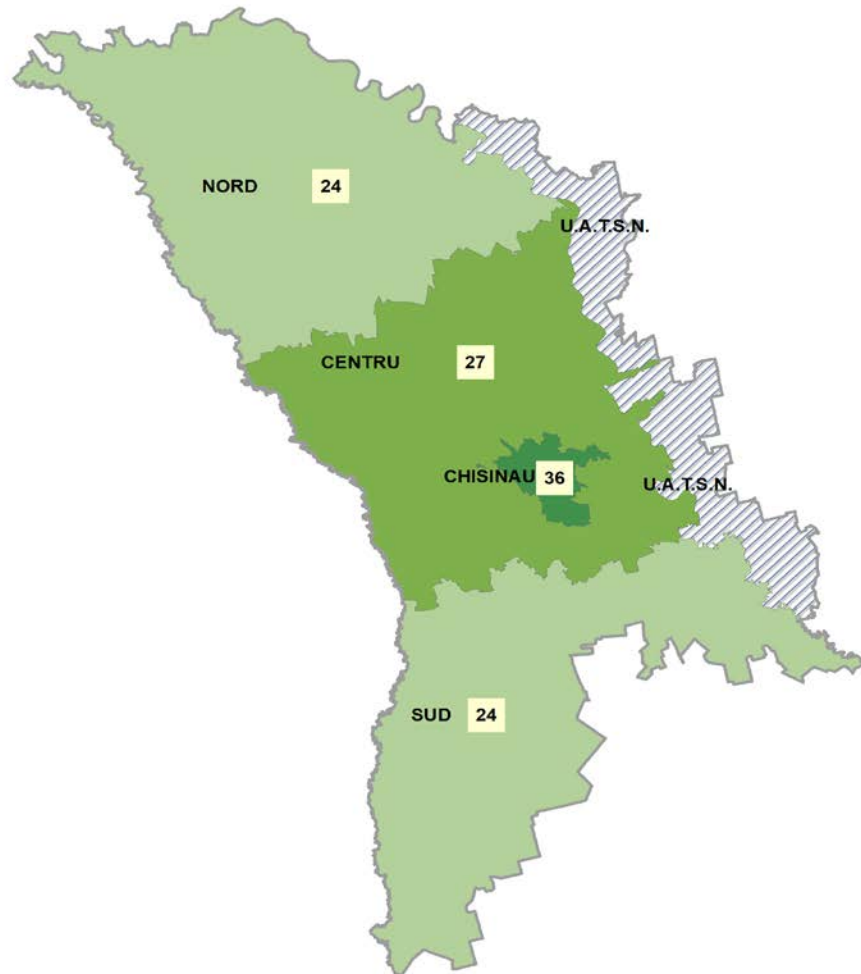 NORD 24
U.A.T.S.N.
CENTRU 27
CHISINAU 36
U.A.T.S.N.
SUD 24